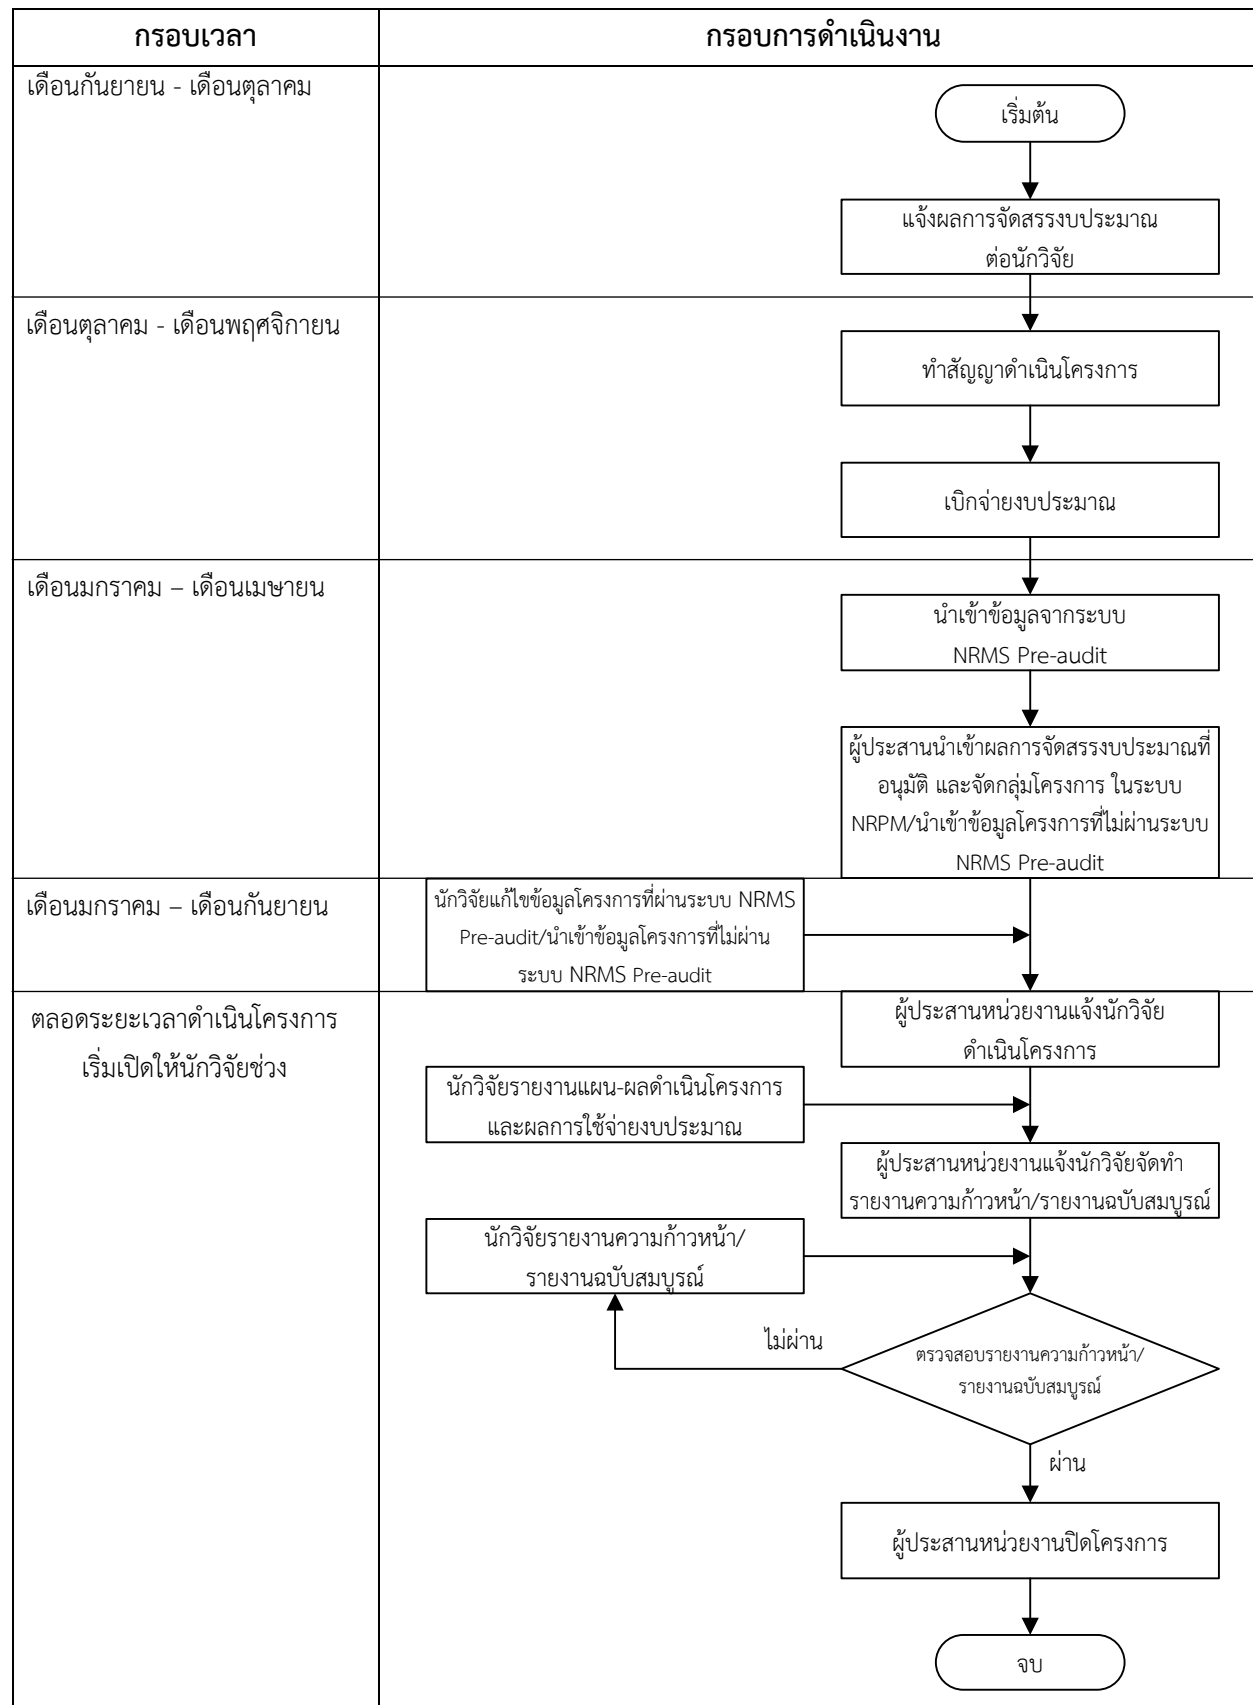 กรอบเวลา
กรอบการดำเนินงาน
เดือนกันยายน - เดือนตุลาคม
เริ่มต้น
แจ้งผลการจัดสรรงบประมาณ
ต่อนักวิจัย
เดือนตุลาคม - เดือนพฤศจิกายน
ทำสัญญาดำเนินโครงการ
เบิกจ่ายงบประมาณ
เดือนมกราคม – เดือนเมษายน
นำเข้าข้อมูลจากระบบ
NRMS Pre-audit
ผู้ประสานนำเข้าผลการจัดสรรงบประมาณที่
อนุมัติ และจัดกลุ่มโครงการ ในระบบ
NRPM/นำเข้าข้อมูลโครงการที่ไม่ผ่านระบบ
NRMS Pre-audit
เดือนมกราคม – เดือนกันยายน
นักวิจัยแก้ไขข้อมูลโครงการที่ผ่านระบบ NRMS
Pre-audit/นำเข้าข้อมูลโครงการที่ไม่ผ่าน
ระบบ NRMS Pre-audit
ตลอดระยะเวลาดำเนินโครงการ
เริ่มเปิดให้นักวิจัยช่วง
ผู้ประสานหน่วยงานแจ้งนักวิจัย
ดำเนินโครงการ
นักวิจัยรายงานแผน-ผลดำเนินโครงการ
และผลการใช้จ่ายงบประมาณ
ผู้ประสานหน่วยงานแจ้งนักวิจัยจัดทำ
รายงานความก้าวหน้า/รายงานฉบับสมบูรณ์
นักวิจัยรายงานความก้าวหน้า/
รายงานฉบับสมบูรณ์
ไม่ผ่าน
ตรวจสอบรายงานความก้าวหน้า/
รายงานฉบับสมบูรณ์
ผ่าน
ผู้ประสานหน่วยงานปิดโครงการ
จบ